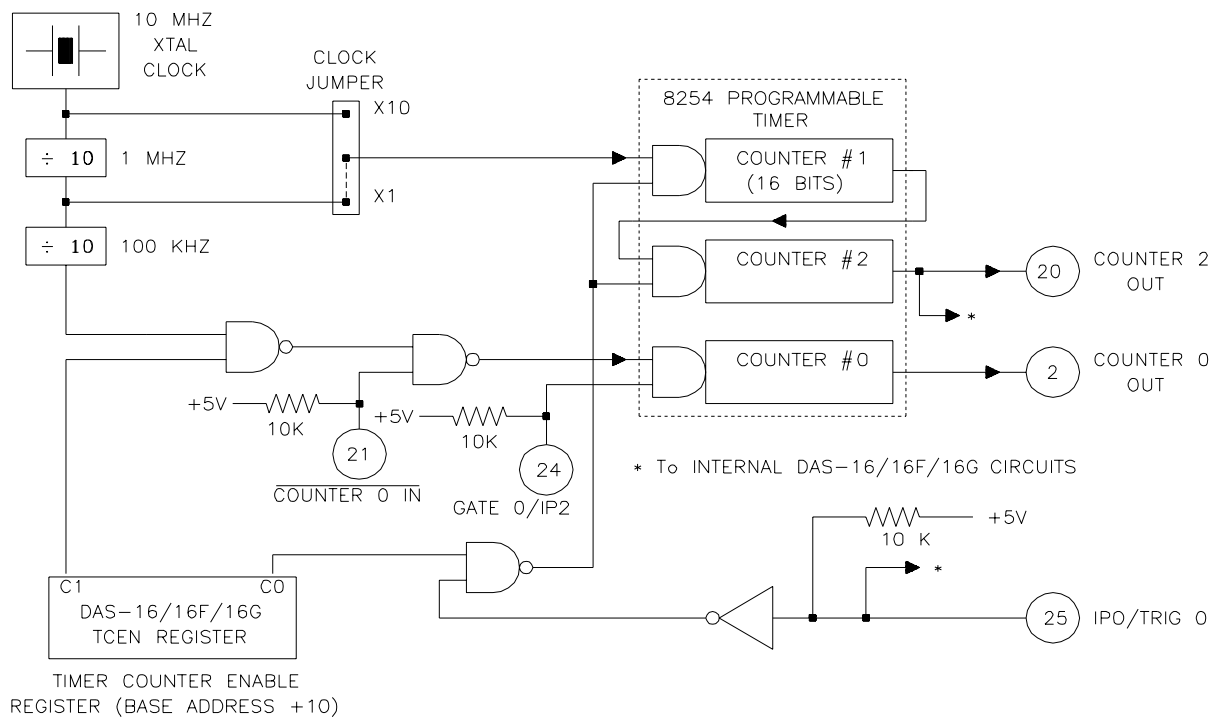 10 MHZ
XTAL
CLOCK
CLOCK
JUMPER
X10
÷ 10
1 MHZ
X1
÷ 10
100 KHZ
8254 PROGRAMMABLE
TIMER
COUNTER #1
(16 BITS)
COUNTER #2
20
COUNTER 2
OUT
*
COUNTER #0
2
COUNTER 0
OUT
+5V
10K
+5V
10K
21
COUNTER 0 IN
24
GATE 0/IP2
* To INTERNAL DAS-16/16F/16G CIRCUITS
+5V
10 K
*
C1
C0
DAS-16/16F/16G
TCEN REGISTER
25
IP0/TRIG 0
TIMER COUNTER ENABLE
REGISTER (BASE ADDRESS +10)